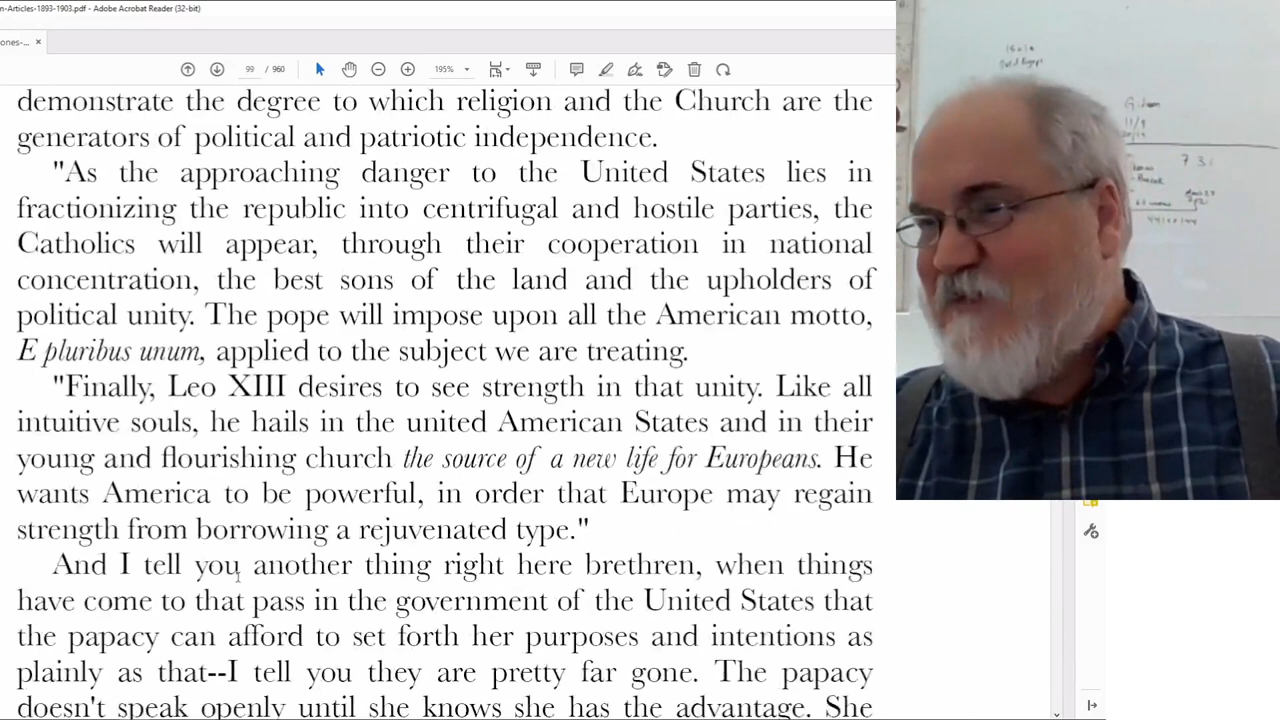 n-Articles-1893-1903.pdf - Adobe Acrobat Reader (32-bit)
ones-...
99 / 960
195%
demonstrate the degree to which religion and the Church are the
generators of political and patriotic independence.
"As the approaching danger to the United States lies in
fractionizing the republic into centrifugal and hostile parties, the
Catholics will appear, through their cooperation in national
concentration, the best sons of the land and the upholders of
political unity. The pope will impose upon all the American motto,
E pluribus unum, applied to the subject we are treating.
"Finally, Leo XIII desires to see strength in that unity. Like all
intuitive souls, he hails in the united American States and in their
young and flourishing church the source of a new life for Europeans. He
wants America to be powerful, in order that Europe may regain
strength from borrowing a rejuvenated type."
And I tell you another thing right here brethren, when things
have come to that pass in the government of the United States that
the papacy can afford to set forth her purposes and intentions as
plainly as that--I tell you they are pretty far gone. The papacy
doesn't speak openly until she knows she has the advantage. She
11/9